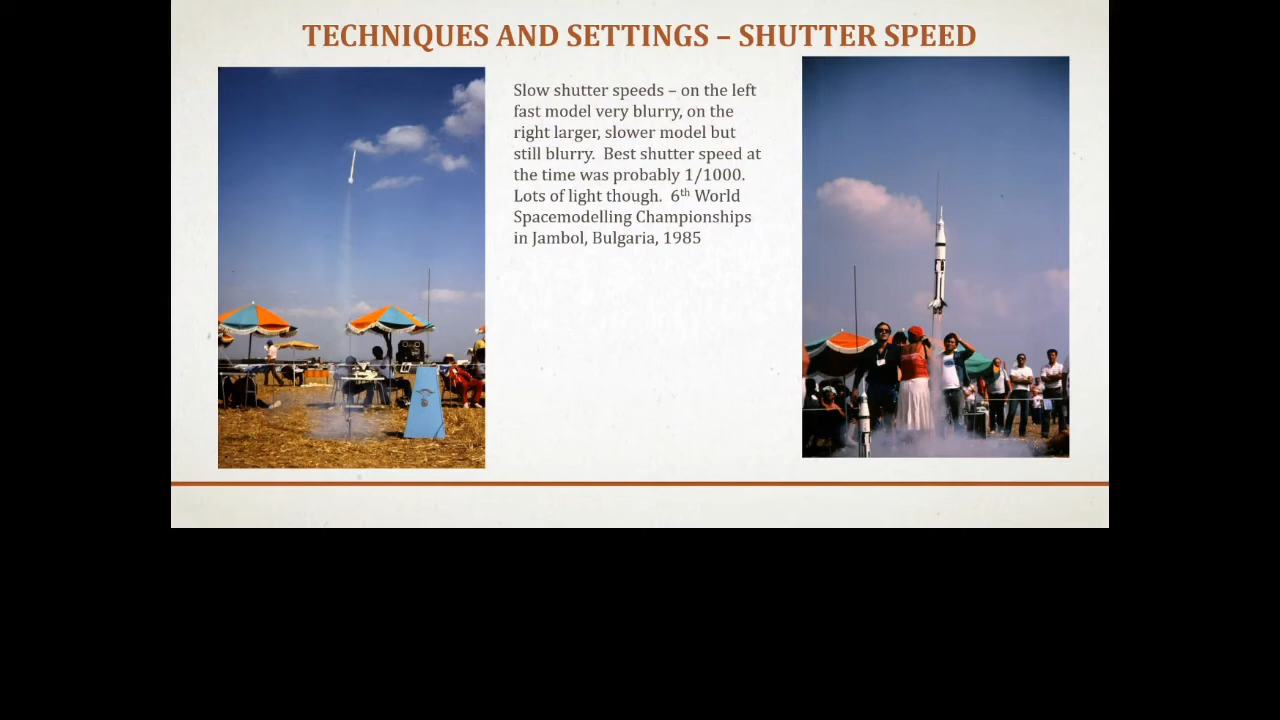 TECHNIQUES AND SETTINGS – SHUTTER SPEED
Slow shutter speeds – on the left
fast model very blurry, on the
right larger, slower model but
still blurry.  Best shutter speed at
the time was probably 1/1000.
Lots of light though.  6th World
Spacemodelling Championships
in Jambol, Bulgaria, 1985